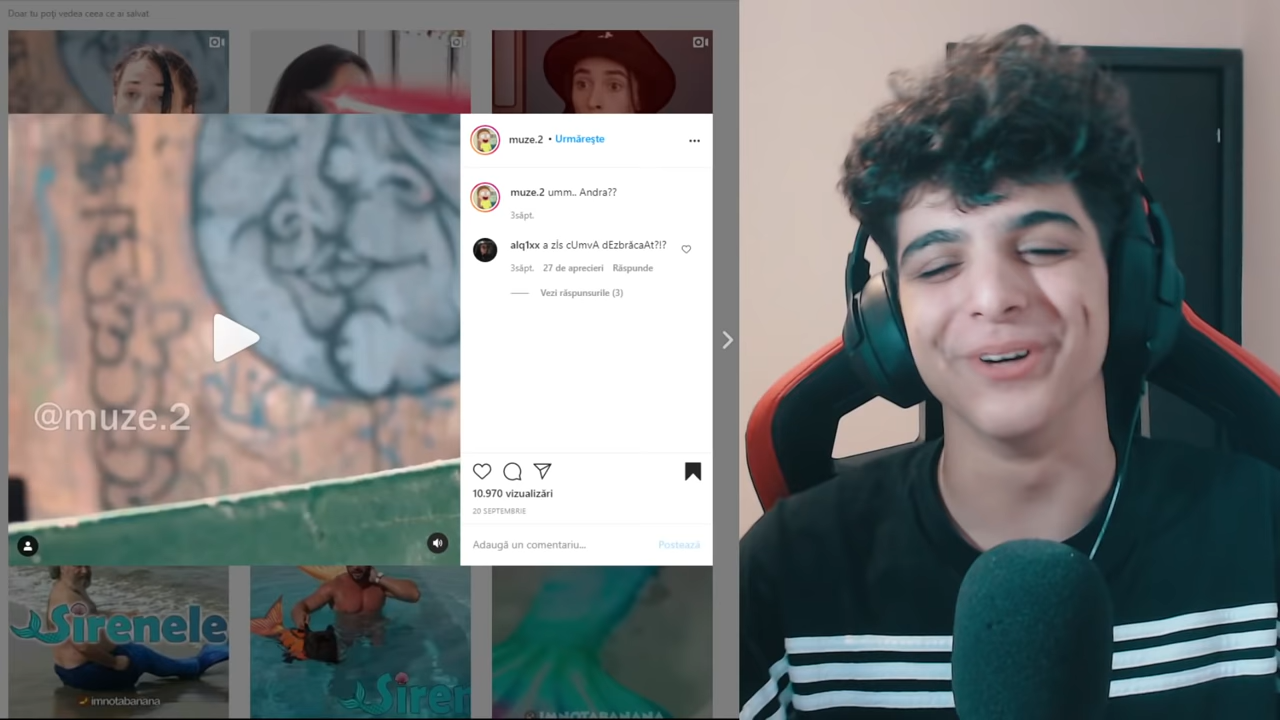 Doar tu poți vedea ceea ce ai salvat
muze.2 • Urmărește
muze.2 umm.. Andra??
3săpt.
alq1xx a zIs cUmvA dEzbrăcaAt?!?
3săpt. 27 de aprecieri Răspunde
Vezi răspunsurile (3)
@muze.2
10.970 vizualizări
20 SEPTEMBRIE
Adaugă un comentariu... Postează
Sirenele
imnotabanana
Siren
IMNOTABANANA